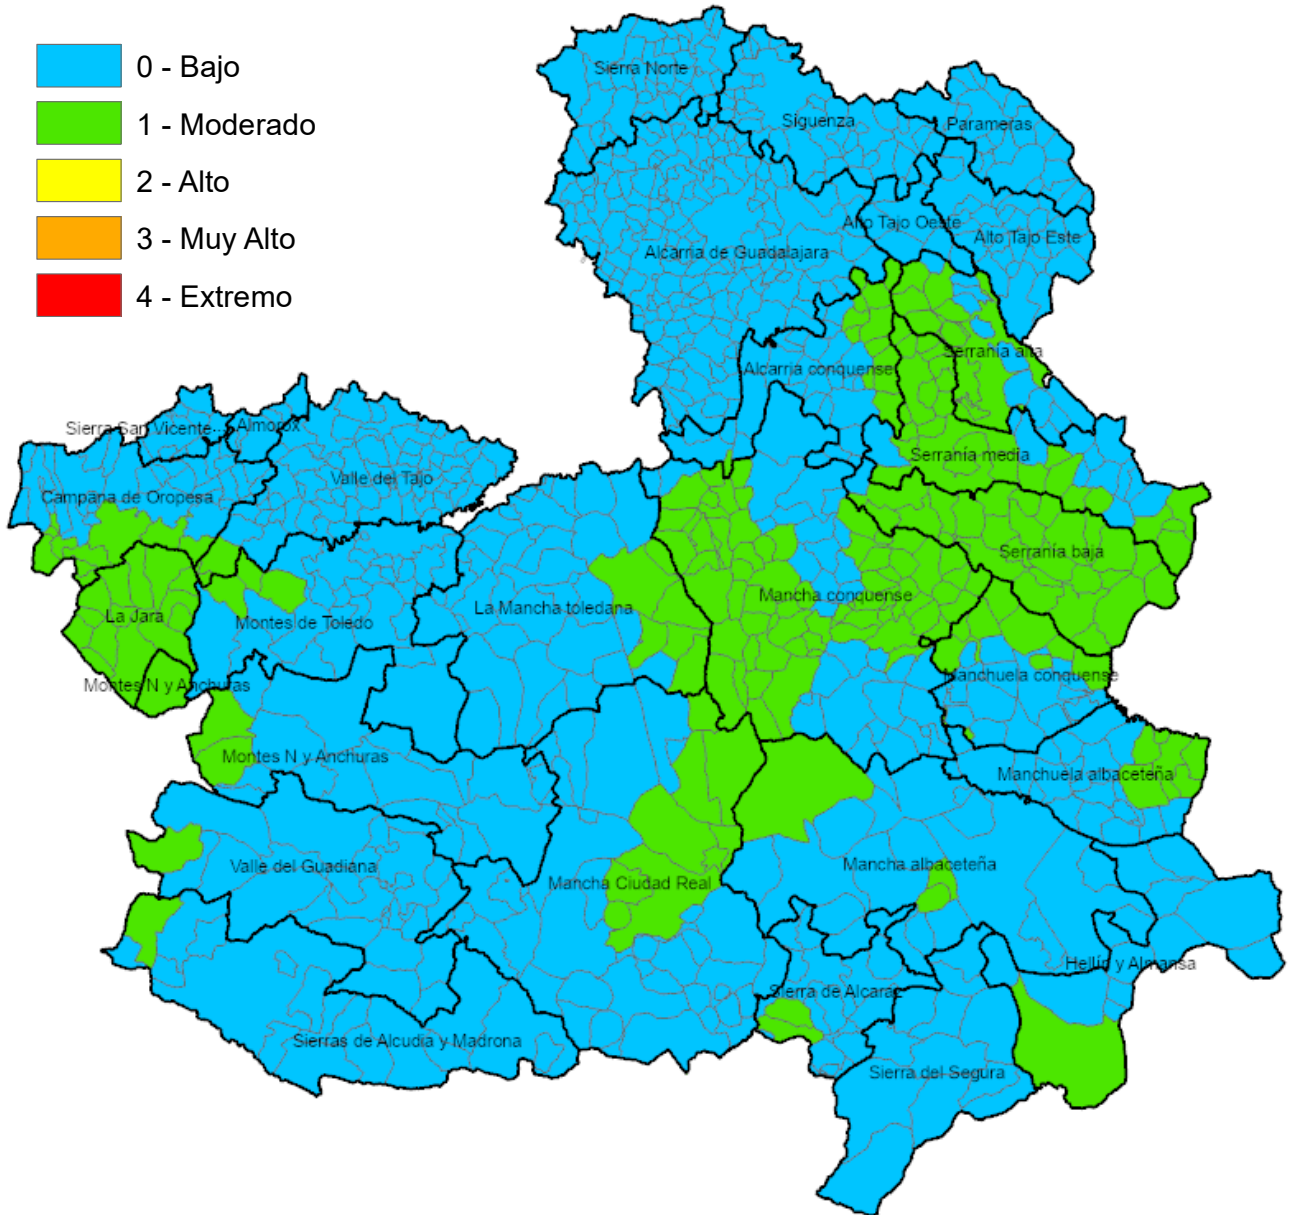 0 - Bajo
1 - Moderado
2 - Alto
3 - Muy Alto
4 - Extremo
Sierra Norte
Sigüenza
Parameras
Alto Tajo Oeste
Alto Tajo Este
Alcarria de Guadalajara
Serranía alta
Alcarria conquense
Sierra San Vicente
Almorox
Serranía media
Valle del Tajo
Campana de Oropesa
Serranía baja
Mancha conquense
La Mancha toledana
La Jara
Montes de Toledo
Manchuela conquense
Montes N y Anchuras
Montes N y Anchuras
Manchuela albaceteña
Mancha albaceteña
Valle del Guadiana
Mancha Ciudad Real
Hellín y Almansa
Sierra de Alcaraz
Sierras de Alcudia y Madrona
Sierra del Segura